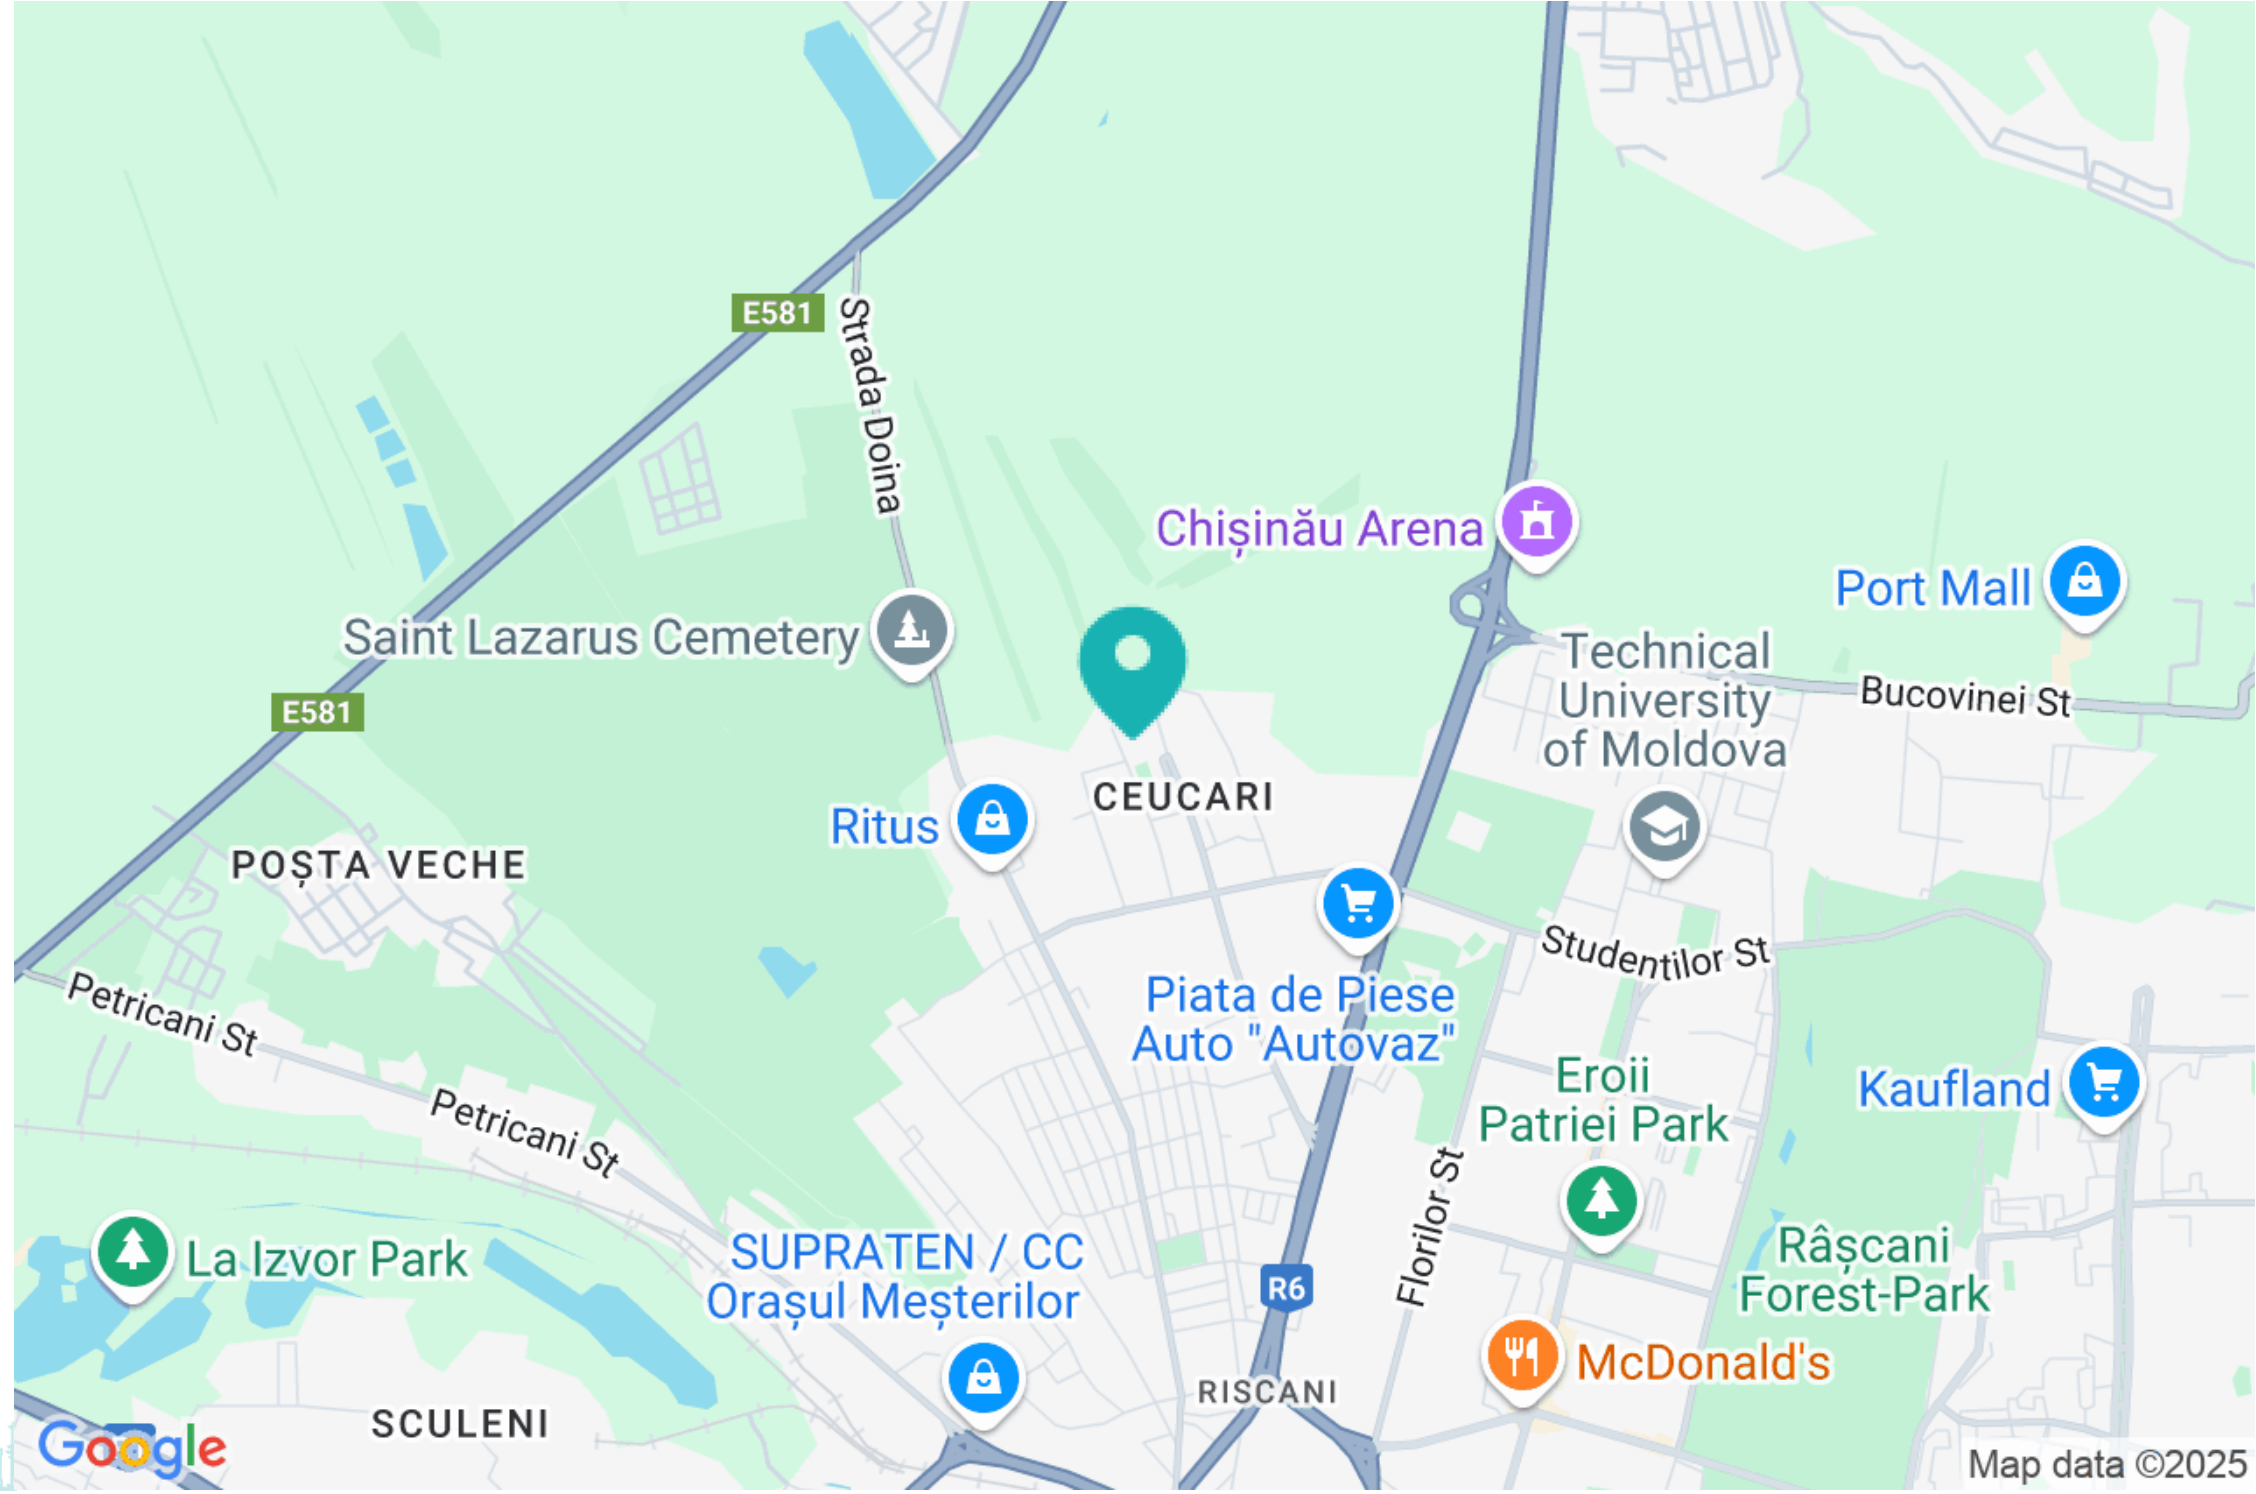 E581
Strada Doina
Chișinău Arena
Port Mall
Saint Lazarus Cemetery
Technical
University
of Moldova
Bucovinei St
E581
CEUCARI
Ritus
POȘTA VECHE
Studentilor St
Petricani St
Piata de Piese
Auto "Autovaz"
Eroii
Patriei Park
Kaufland
Petricani St
Florilor St
La Izvor Park
SUPRATEN / CC
Orașul Meșterilor
R6
Râșcani
Forest-Park
McDonald's
RISCANI
SCULENI
Google
Map data ©2025